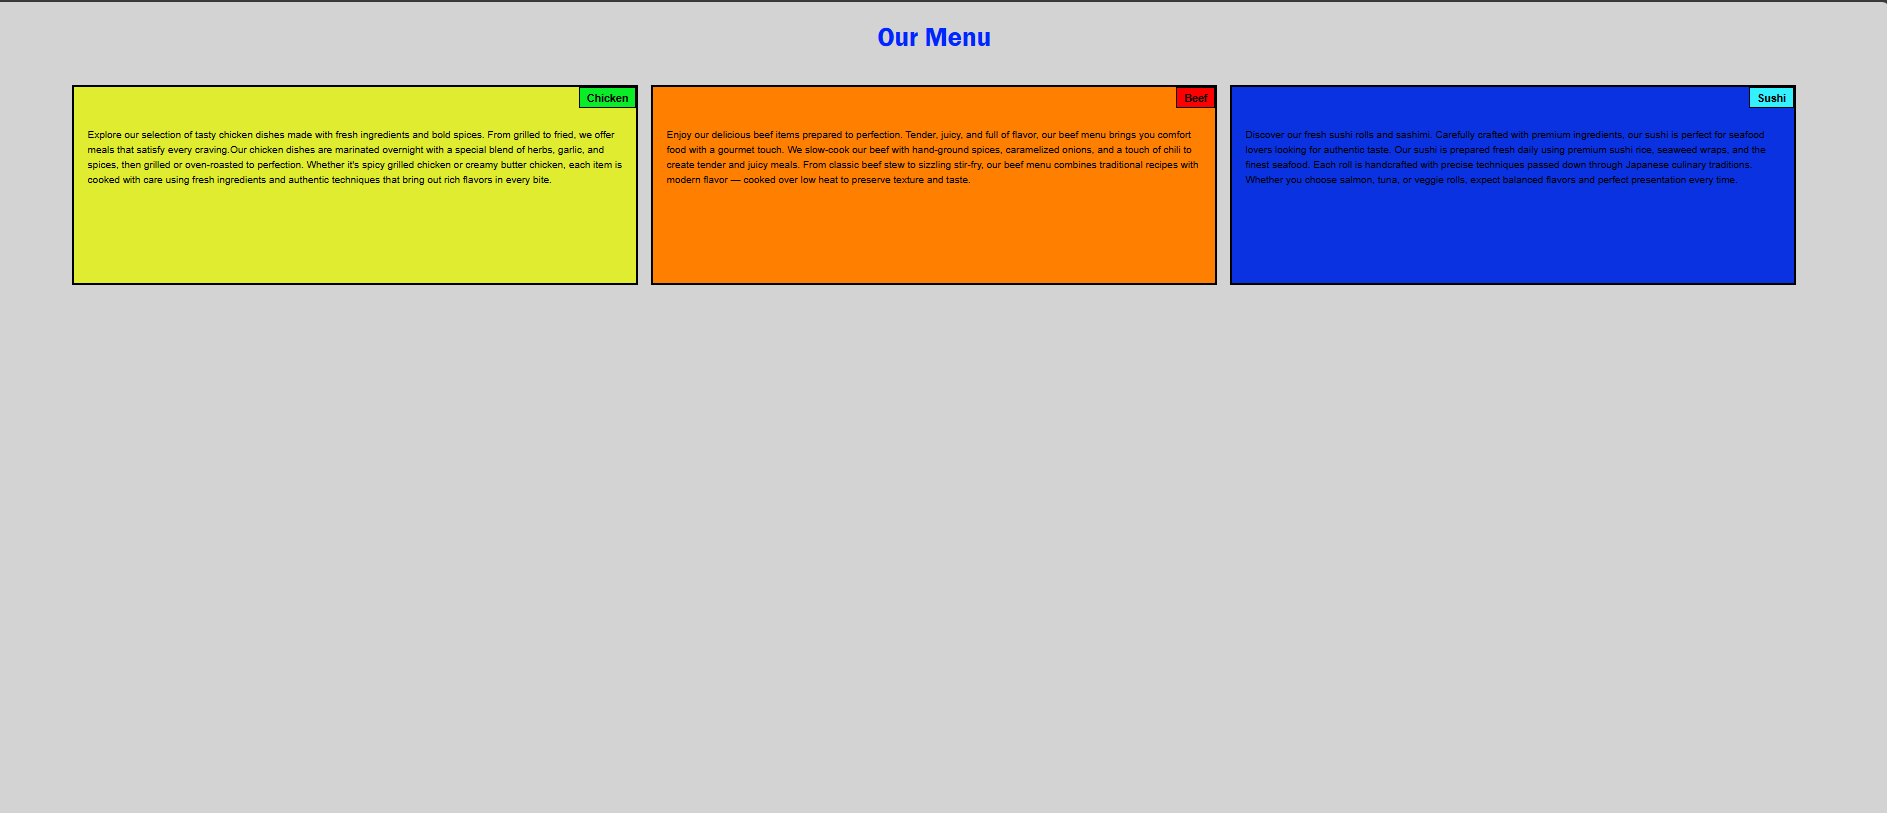 Our Menu
Chicken
Explore our selection of tasty chicken dishes made with fresh ingredients and bold spices. From grilled to fried, we offer
meals that satisfy every craving.Our chicken dishes are marinated overnight with a special blend of herbs, garlic, and
spices, then grilled or oven-roasted to perfection. Whether it's spicy grilled chicken or creamy butter chicken, each item is
cooked with care using fresh ingredients and authentic techniques that bring out rich flavors in every bite.
Beef
Enjoy our delicious beef items prepared to perfection. Tender, juicy, and full of flavor, our beef menu brings you comfort
food with a gourmet touch. We slow-cook our beef with hand-ground spices, caramelized onions, and a touch of chili to
create tender and juicy meals. From classic beef stew to sizzling stir-fry, our beef menu combines traditional recipes with
modern flavor — cooked over low heat to preserve texture and taste.
Sushi
Discover our fresh sushi rolls and sashimi. Carefully crafted with premium ingredients, our sushi is perfect for seafood
lovers looking for authentic taste. Our sushi is prepared fresh daily using premium sushi rice, seaweed wraps, and the
finest seafood. Each roll is handcrafted with precise techniques passed down through Japanese culinary traditions.
Whether you choose salmon, tuna, or veggie rolls, expect balanced flavors and perfect presentation every time.